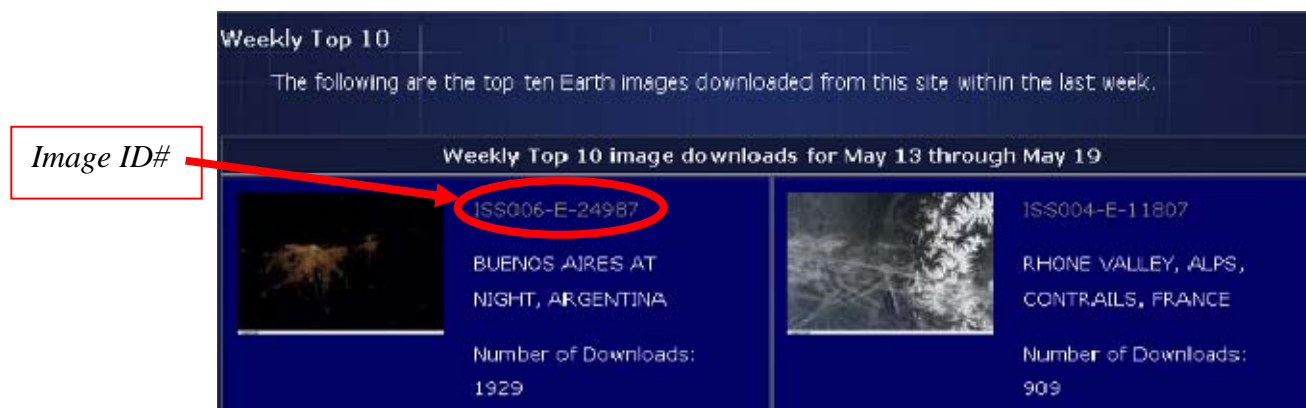 Weekly Top 10
The following are the top ten Earth images downloaded from this site within the last week.
Image ID#
Weekly Top 10 image downloads for May 13 through May 19
ISS006-E-24987
BUENOS AIRES AT
NIGHT, ARGENTINA
Number of Downloads:
1929
ISS004-E-11807
RHONE VALLEY, ALPS,
CONTRAILS, FRANCE
Number of Downloads:
909